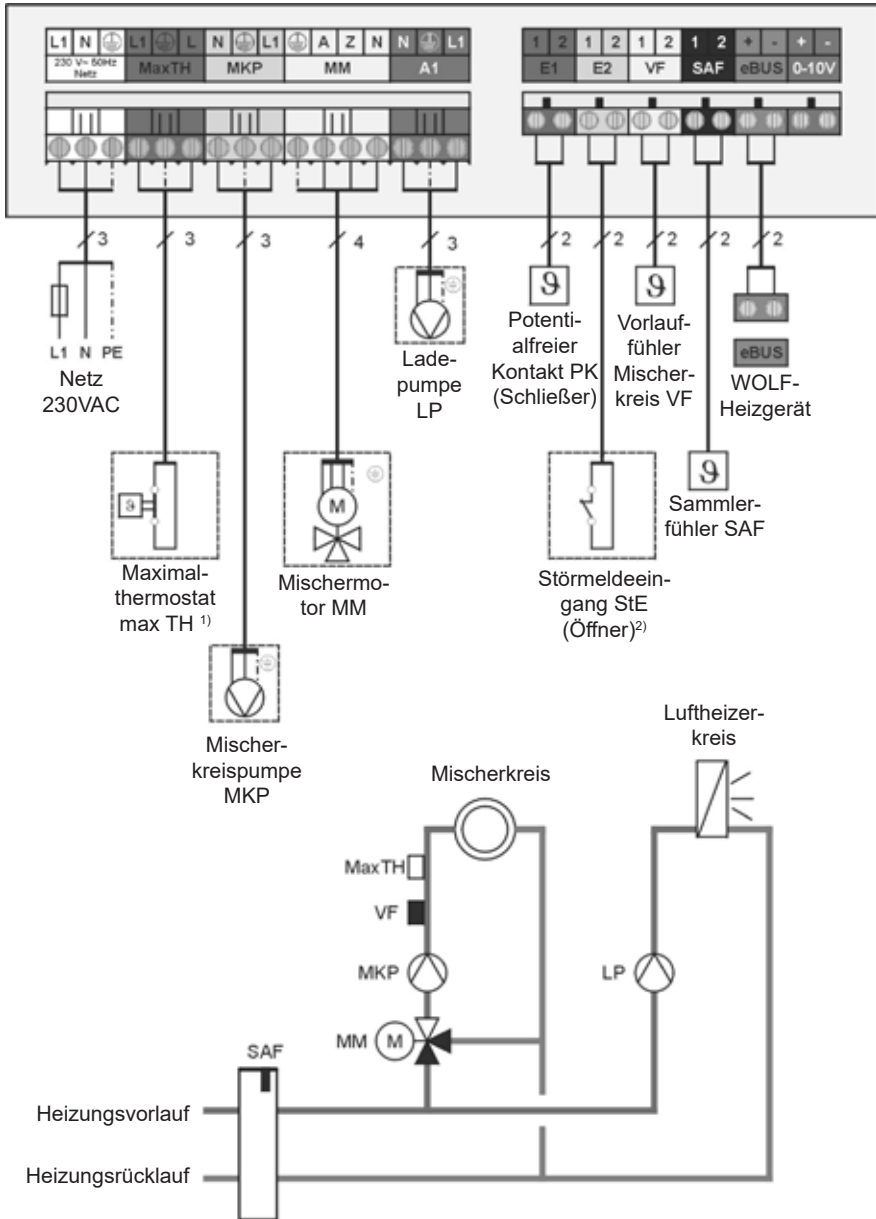 L1 N L1 L N L1 A Z N N L1
230 V~ 50Hz
Netz
MaxTH MKP MM A1
1 2 1 2 1 2 1 2 + - + -
E1 E2 VF SAF eBUS 0-10V
3 3 3 4 3 2 2 2 2 2
L1 N PE
Netz
230VAC
Lade-
pumpe
LP
ϑ
Potenti-
alfreier
Kontakt PK
(Schließer)
ϑ
Vorlauf-
fühler
Mischer-
kreis VF
eBUS
WOLF-
Heizgerät
ϑ
Maximal-
thermostat
max TH 1)
M
Mischermo-
tor MM
Störmeldeein-
gang StE
(Öffner)2)
ϑ
Sammler-
fühler SAF
Mischer-
kreispumpe
MKP
Mischerkreis
Luftheizer-
kreis
MaxTH
VF
MKP
LP
MM M
SAF
Heizungsvorlauf
Heizungsrücklauf